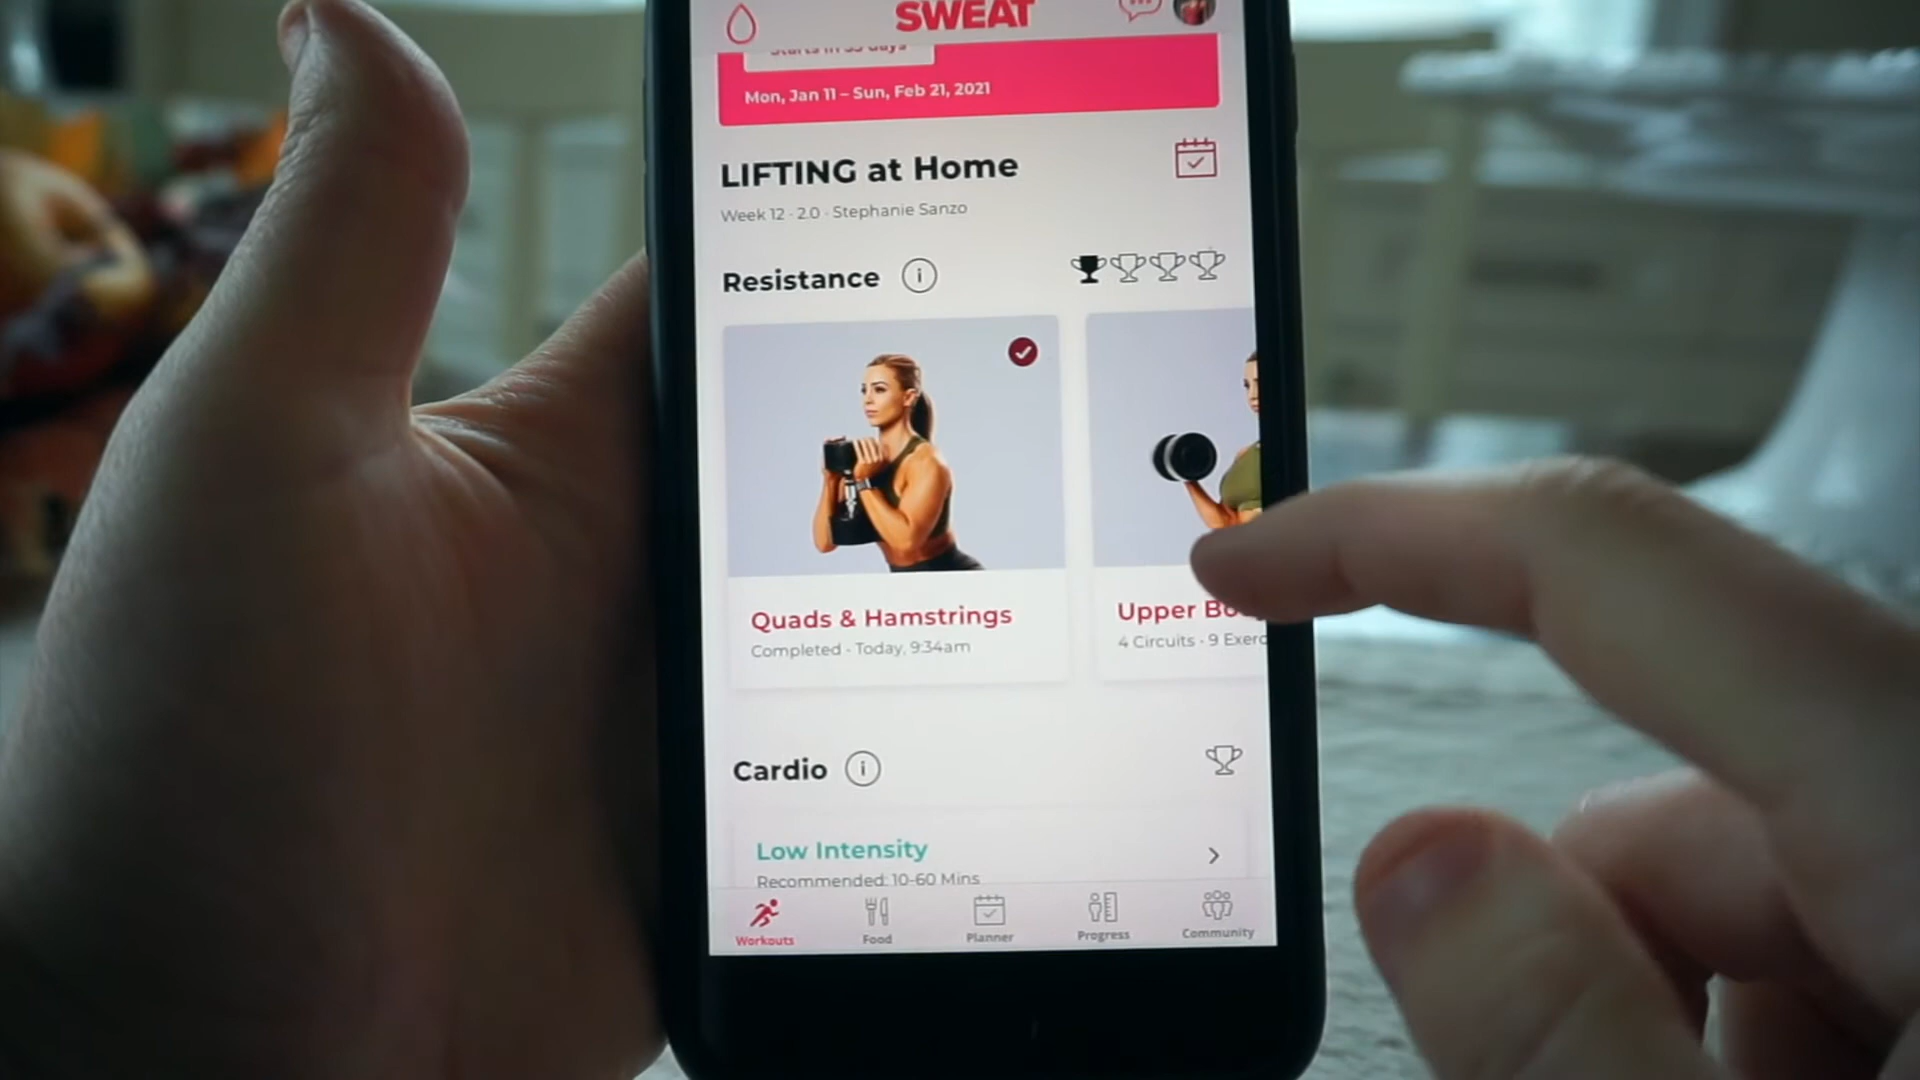 SWEAT
Starts in 33 days
Mon, Jan 11 – Sun, Feb 21, 2021
LIFTING at Home
Week 12 - 2.0 - Stephanie Sanzo
Resistance
Quads & Hamstrings
Completed - Today, 9:34am
Upper Bo
4 Circuits - 9 Exerc
Cardio
Low Intensity
Recommended: 10-60 Mins
Workouts
Food
Planner
Progress
Community